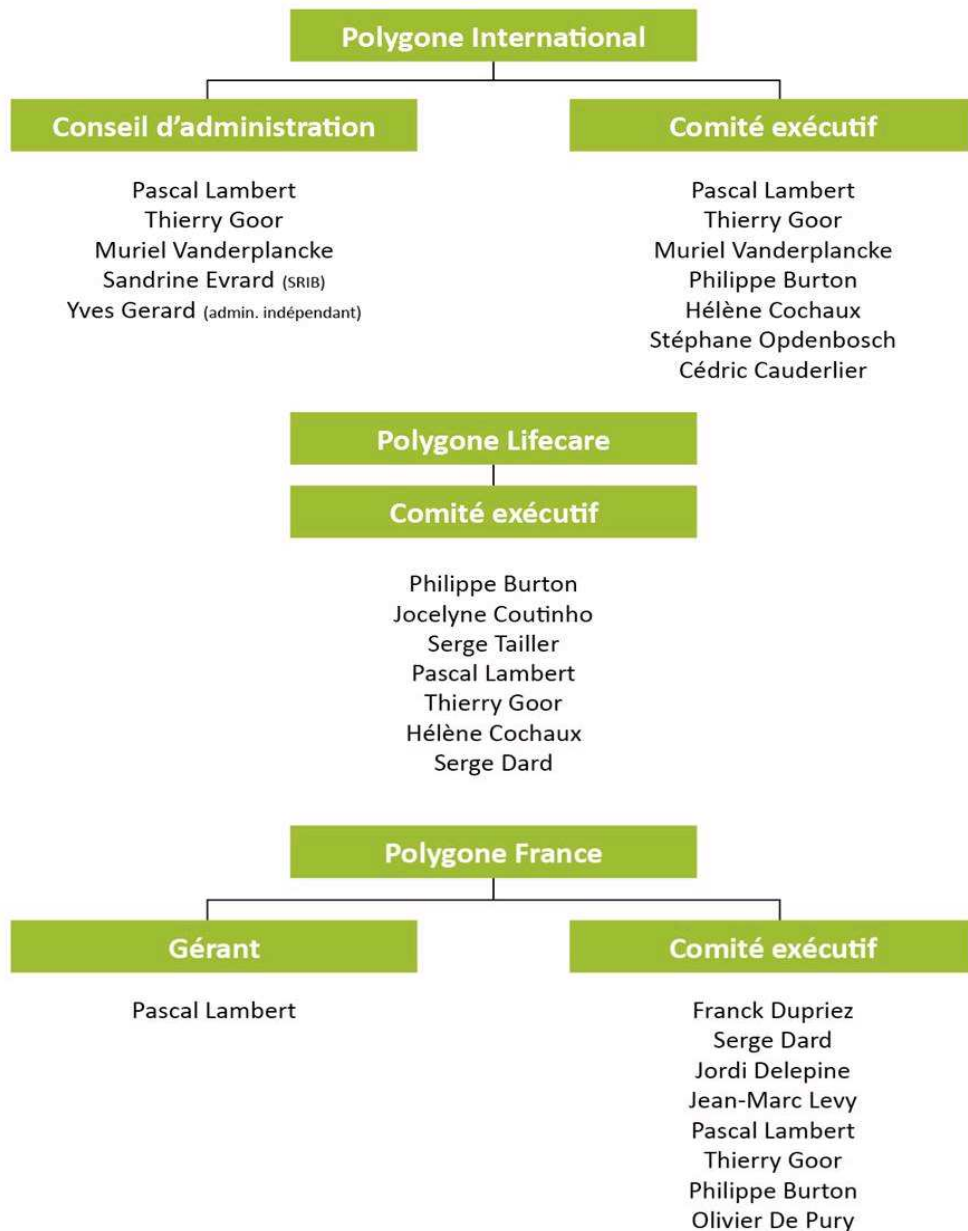 Polygone International
Conseil d'administration
Pascal Lambert
Thierry Goor
Muriel Vanderplancke
Sandrine Evrard (SRIB)
Yves Gerard (admin. indépendant)
Comité exécutif
Pascal Lambert
Thierry Goor
Muriel Vanderplancke
Philippe Burton
Hélène Cochaux
Stéphane Opdenbosch
Cédric Cauderlier
Polygone Lifecare
Comité exécutif
Philippe Burton
Jocelyne Coutinho
Serge Tailler
Pascal Lambert
Thierry Goor
Hélène Cochaux
Serge Dard
Polygone France
Gérant
Pascal Lambert
Comité exécutif
Franck Dupriez
Serge Dard
Jordi Delepine
Jean-Marc Levy
Pascal Lambert
Thierry Goor
Philippe Burton
Olivier De Pury